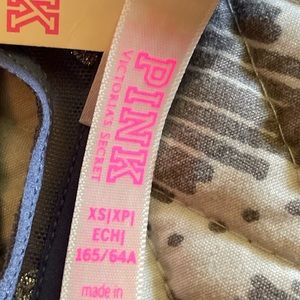 K
PINK
VICTORIA'S SECRET
XS|XP|
ECH|
165/64A
made in